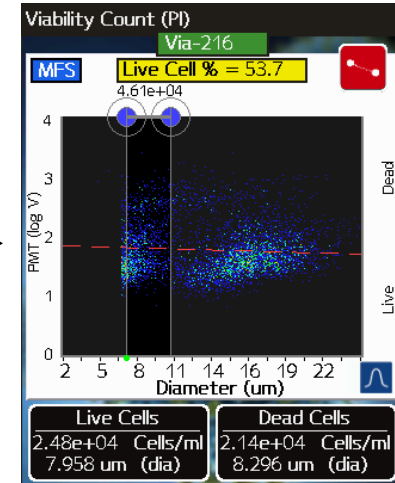 Viability Count (PI)
Via-216
MFS
Live Cell % = 53.7
4.61e+04
4
3
2
1
0
PMT (log V)
Dead
Live
2 5 8 11 14 16 19 22
Diameter (um)
Live Cells
2.48e+04 Cells/ml
7.958 um (dia)
Dead Cells
2.14e+04 Cells/ml
8.296 um (dia)